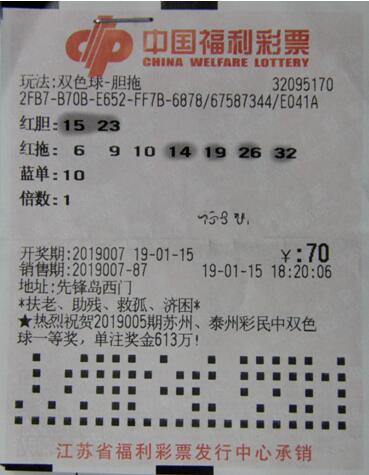 中国福利彩票
CHINA WELFARE LOTTERY
玩法:双色球-胆拖 32095170
2FB7-B70B-E652-FF7B-6878/67587344/E041A
红胆:15 23
红拖: 6 9 10 14 19 26 32
蓝单:10
倍数:1
开奖期:2019007 19-01-15 ¥:70
销售期:2019007-87 19-01-15 18:20:06
地址:先锋岛西门
*扶老、助残、救孤、济困*
★热烈祝贺2019005期苏州、泰州彩民中双色
球一等奖，单注奖金613万!
江苏省福利彩票发行中心承销